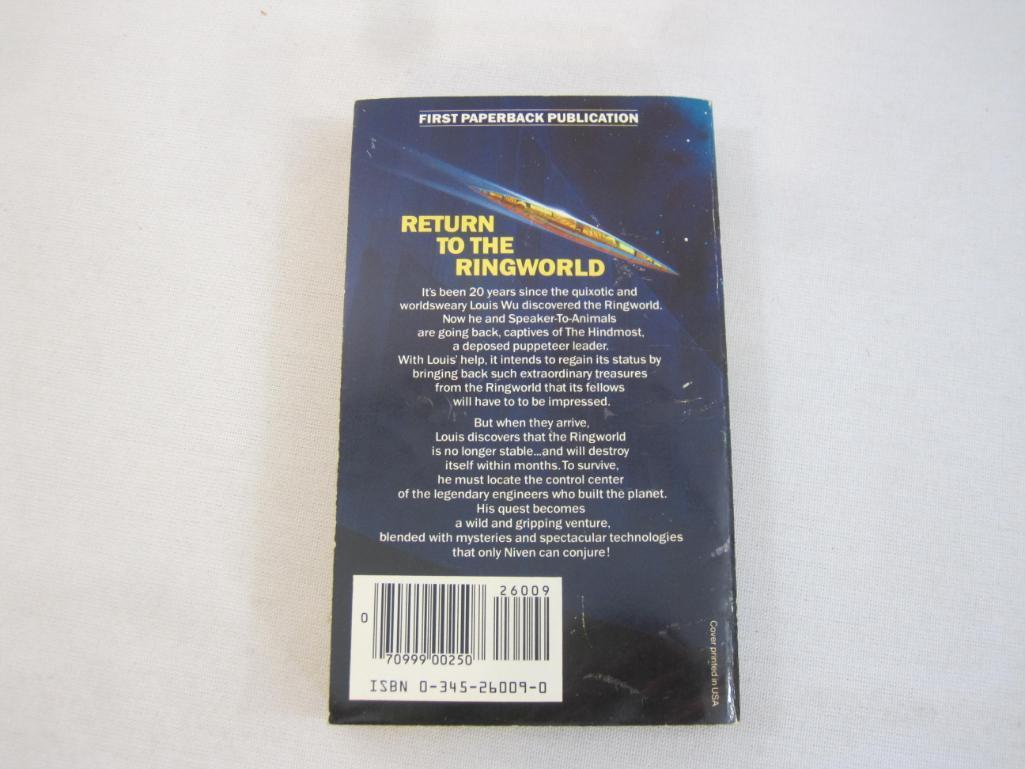 FIRST PAPERBACK PUBLICATION
RETURN
TO THE
RINGWORLD
It's been 20 years since the quixotic and
worldsweary Louis Wu discovered the Ringworld.
Now he and Speaker-To-Animals
are going back, captives of The Hindmost,
a deposed puppeteer leader.
With Louis' help, it intends to regain its status by
bringing back such extraordinary treasures
from the Ringworld that its fellows
will have to to be impressed.
But when they arrive,
Louis discovers that the Ringworld
is no longer stable...and will destroy
itself within months. To survive,
he must locate the control center
of the legendary engineers who built the planet.
His quest becomes
a wild and gripping venture,
blended with mysteries and spectacular technologies
that only Niven can conjure!
26009
0
70999 00250
ISBN 0-345-26009-0
Cover printed in USA